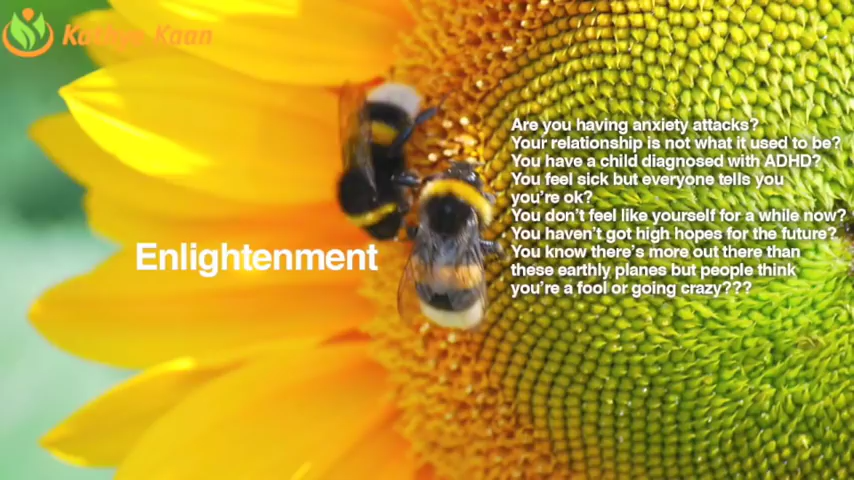 Kathye Kaan
Enlightenment
Are you having anxiety attacks?
Your relationship is not what it used to be?
You have a child diagnosed with ADHD?
You feel sick but everyone tells you
you're ok?
You don't feel like yourself for a while now?
You haven't got high hopes for the future?
You know there's more out there than
these earthly planes but people think
you're a fool or going crazy???